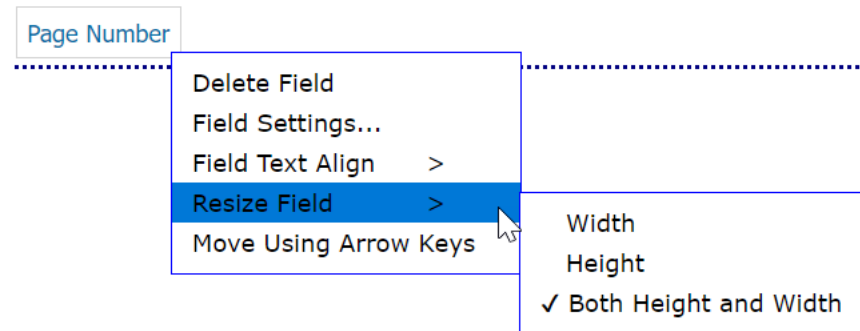 Page Number
Delete Field
Field Settings...
Field Text Align >
Resize Field >
Move Using Arrow Keys
Width
Height
✓ Both Height and Width